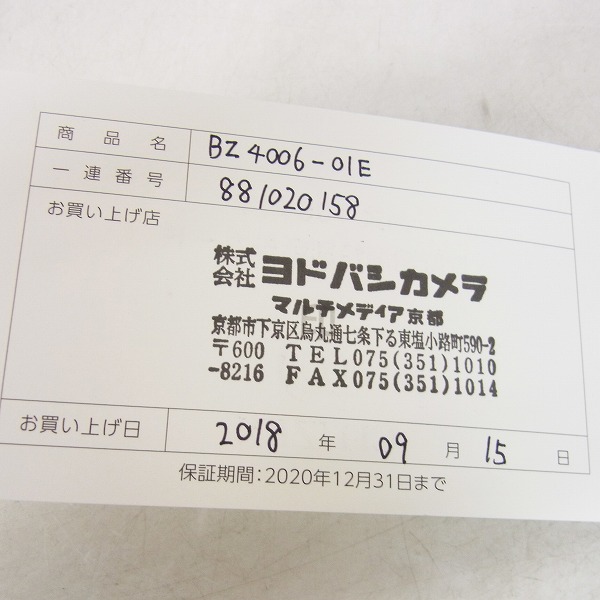 商品名 BZ4006-01E
一連番号 881020158
お買い上げ店
株式会社 ヨドバシカメラ
マルチメディア京都
京都市下京区烏丸通七条下る東塩小路町590-2
〒600 TEL075(351)1010
-8216 FAX075(351)1014
お買い上げ日 2018 年 09 月 15 日
保証期間:2020年12月31日まで